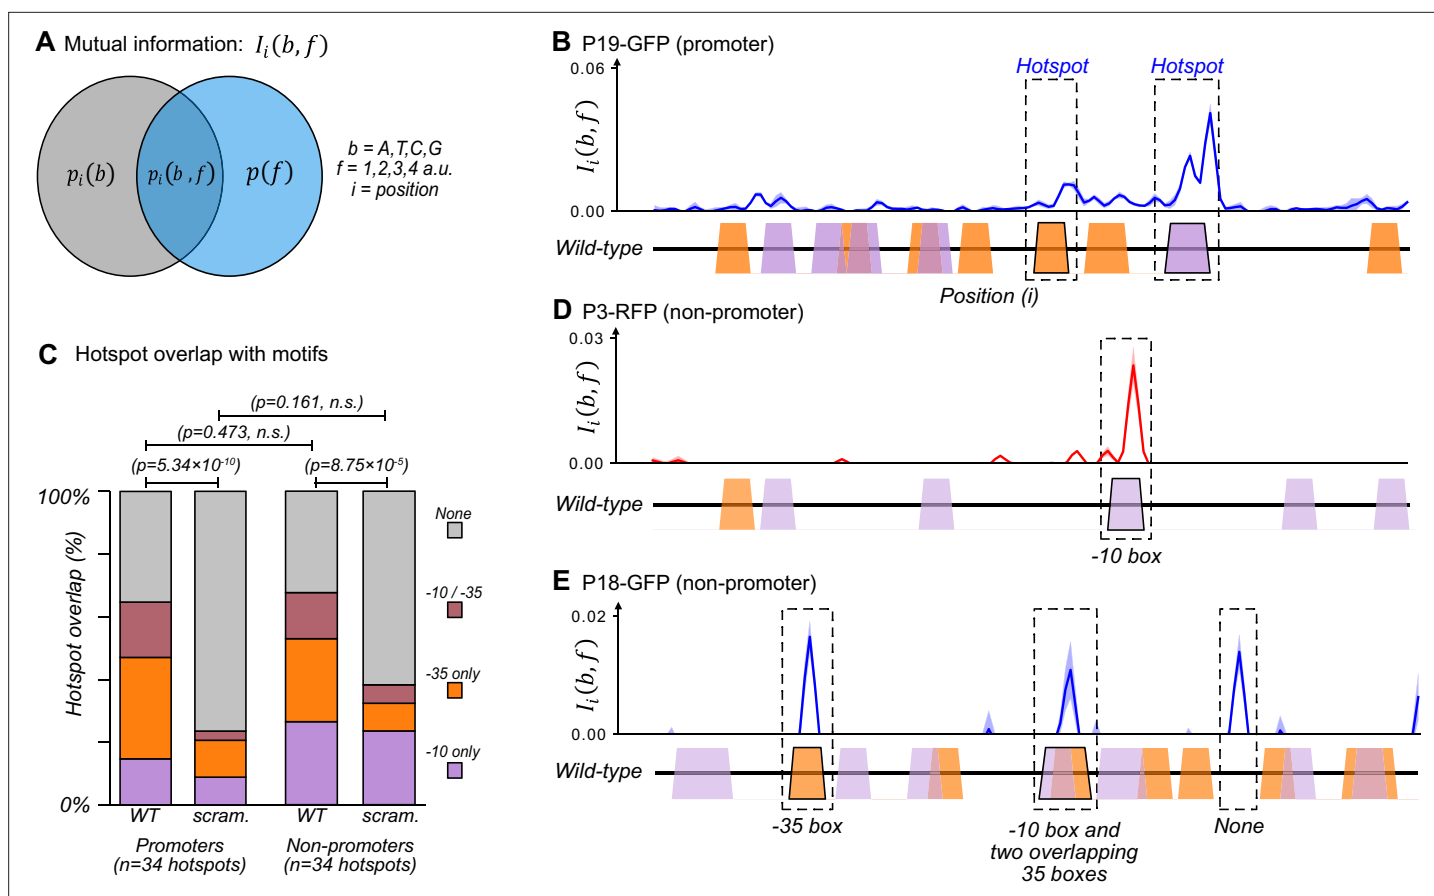 A Mutual information: I_i(b, f)
p_i(b)
p_i(b, f)
p(f)
b = A,T,C,G
f = 1,2,3,4 a.u.
i = position
B P19-GFP (promoter)
Hotspot
Hotspot
0.06
I_i(b, f)
0.00
Wild-type
Position (i)
C Hotspot overlap with motifs
(p=0.161, n.s.)
(p=0.473, n.s.)
(p=5.34×10⁻¹⁰)
(p=8.75×10⁻⁵)
100%
Hotspot overlap (%)
0%
None
-10 / -35
-35 only
-10 only
WT
scram.
WT
scram.
Promoters
(n=34 hotspots)
Non-promoters
(n=34 hotspots)
D P3-RFP (non-promoter)
0.03
I_i(b, f)
0.00
Wild-type
-10 box
E P18-GFP (non-promoter)
0.02
I_i(b, f)
0.00
Wild-type
-35 box
-10 box and
two overlapping
35 boxes
None